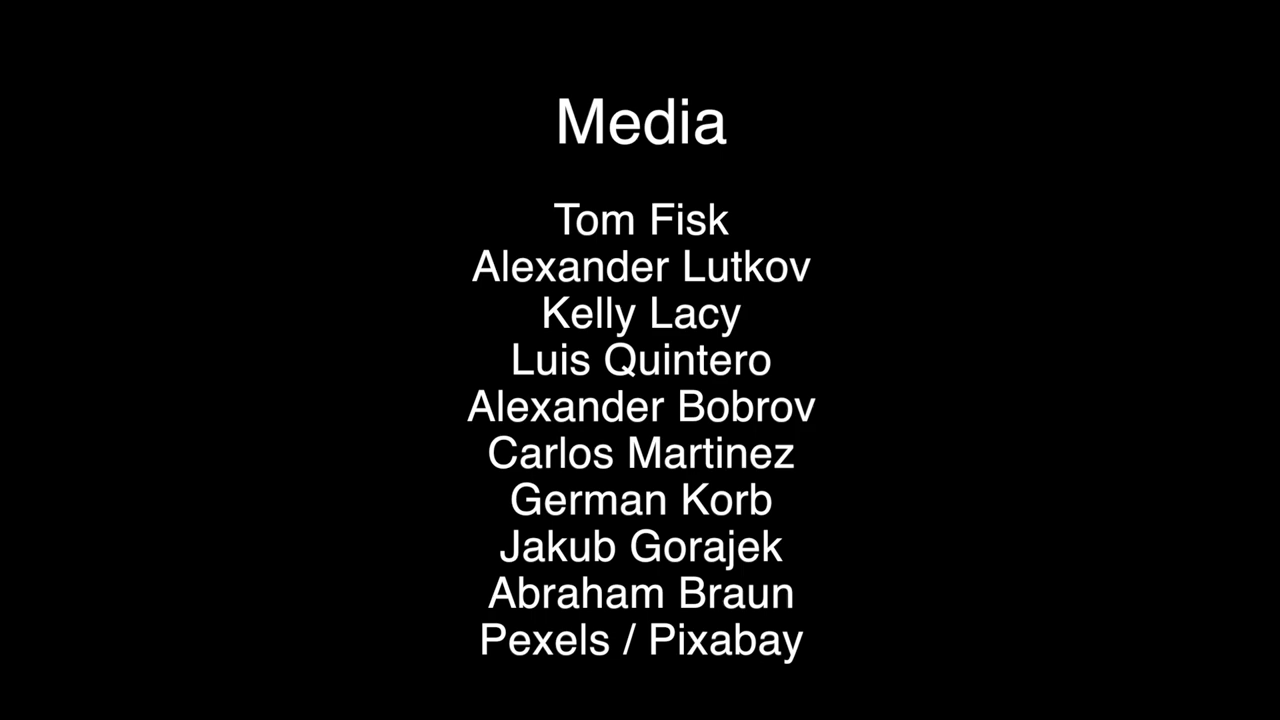 Media
Tom Fisk
Alexander Lutkov
Kelly Lacy
Luis Quintero
Alexander Bobrov
Carlos Martinez
German Korb
Jakub Gorajek
Abraham Braun
Pexels / Pixabay